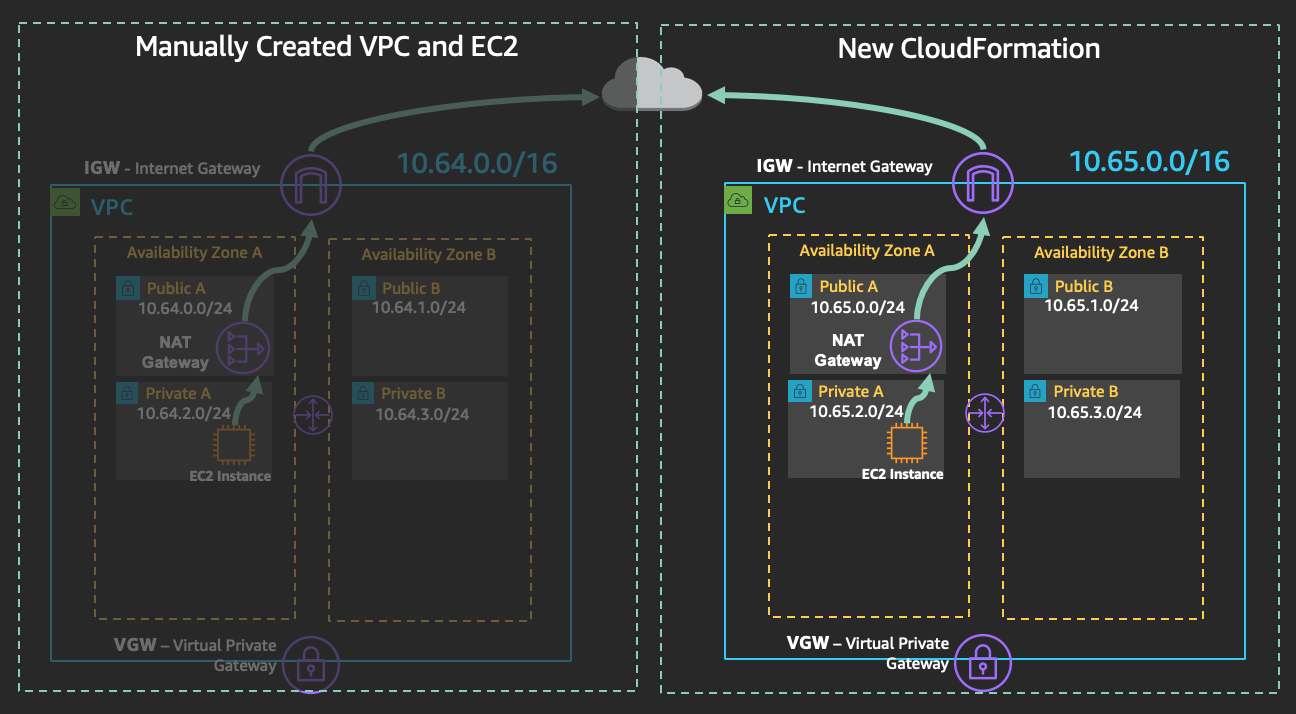 Manually Created VPC and EC2
IGW - Internet Gateway
10.64.0.0/16
VPC
Availability Zone A
Public A
10.64.0.0/24
NAT
Gateway
Private A
10.64.2.0/24
EC2 Instance
Availability Zone B
Public B
10.64.1.0/24
Private B
10.64.3.0/24
VGW – Virtual Private
Gateway
New CloudFormation
IGW - Internet Gateway
10.65.0.0/16
VPC
Availability Zone A
Public A
10.65.0.0/24
NAT
Gateway
Private A
10.65.2.0/24
EC2 Instance
Availability Zone B
Public B
10.65.1.0/24
Private B
10.65.3.0/24
VGW – Virtual Private
Gateway